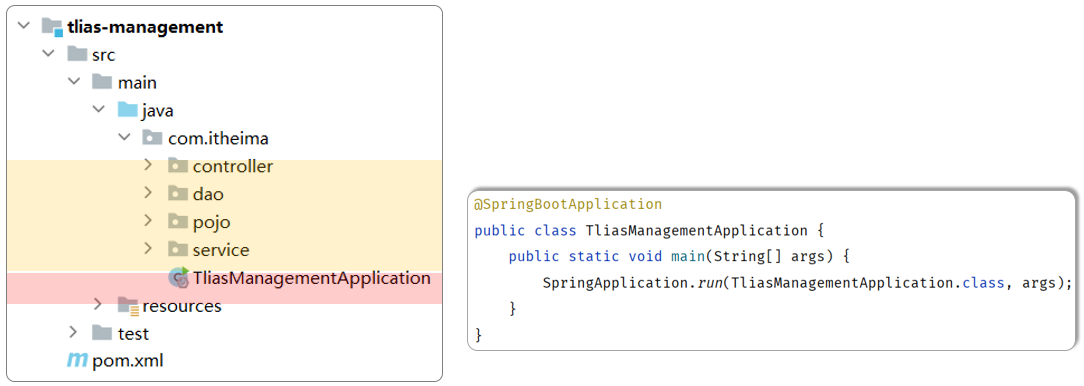 tlias-management
src
main
java
com.itheima
controller
dao
pojo
service
TliasManagementApplication
resources
test
pom.xml
@SpringBootApplication
public class TliasManagementApplication {
public static void main(String[] args) {
SpringApplication.run(TliasManagementApplication.class, args);
}
}